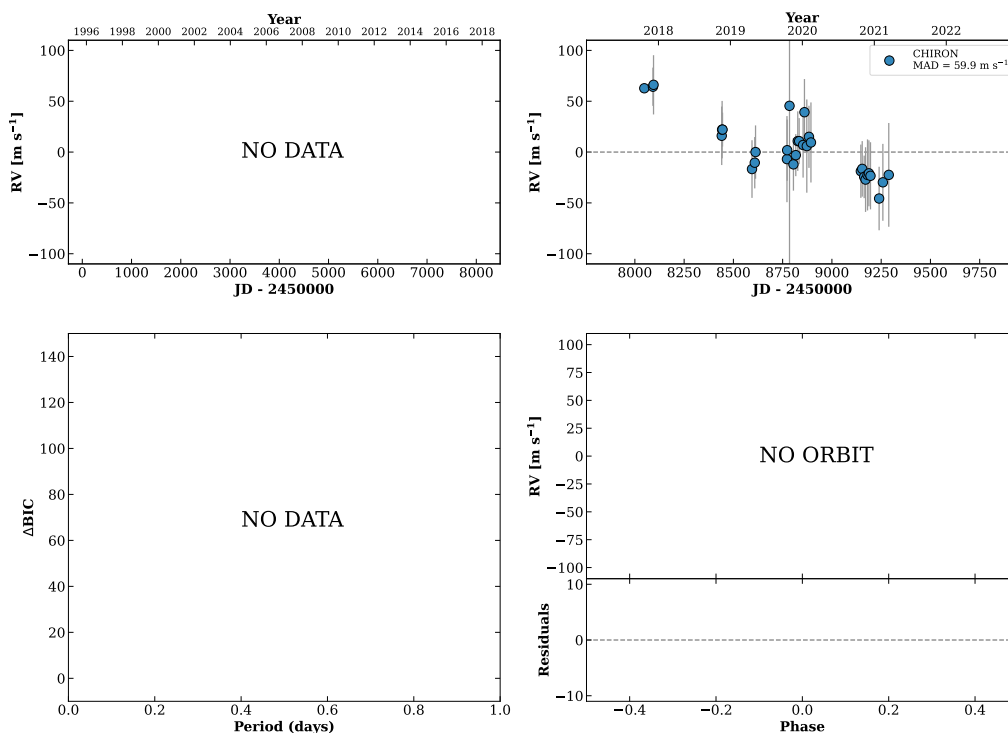 Year
1996 1998 2000 2002 2004 2006 2008 2010 2012 2014 2016 2018
100
50
0
−50
−100
RV [m s⁻¹]
NO DATA
0 1000 2000 3000 4000 5000 6000 7000 8000
JD - 2450000
Year
2018 2019 2020 2021 2022
CHIRON
MAD = 59.9 m s⁻¹
100
50
0
−50
−100
RV [m s⁻¹]
8000 8250 8500 8750 9000 9250 9500 9750
JD - 2450000
140
120
100
80
60
40
20
0
ΔBIC
NO DATA
0.0 0.2 0.4 0.6 0.8 1.0
Period (days)
100
75
50
25
0
−25
−50
−75
−100
RV [m s⁻¹]
NO ORBIT
10
0
−10
Residuals
−0.4 −0.2 0.0 0.2 0.4
Phase